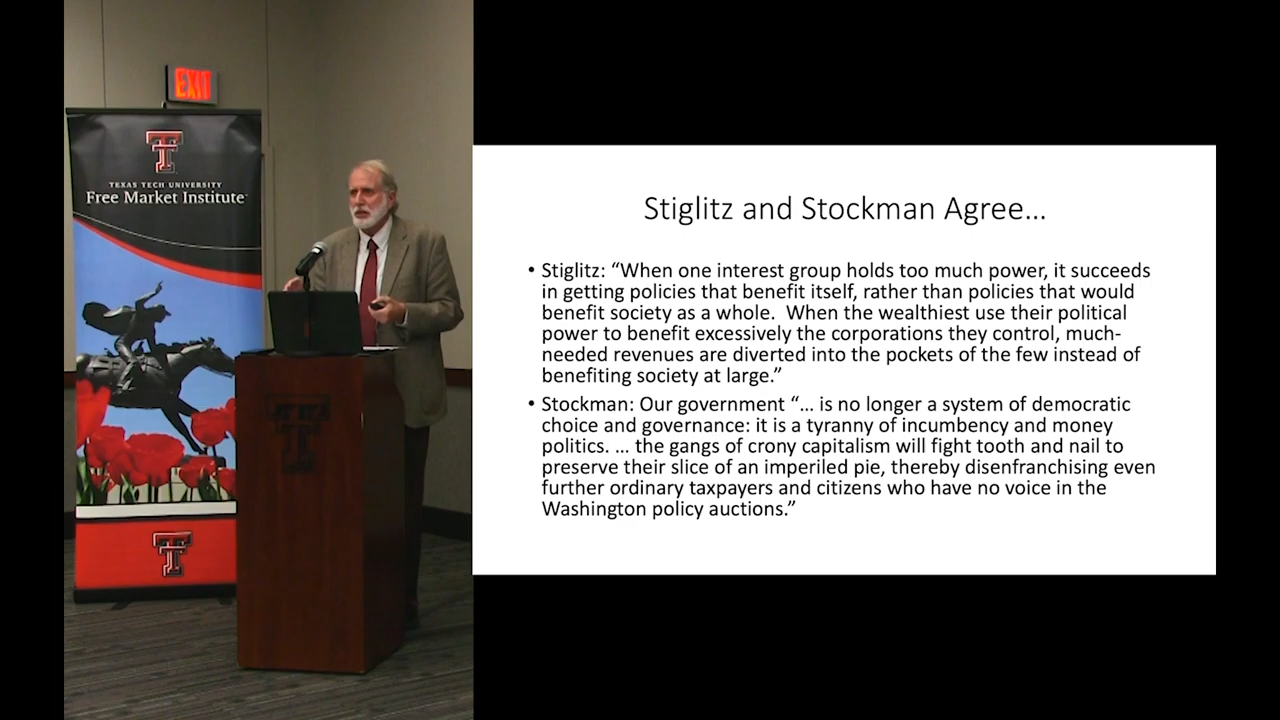 EXIT
TEXAS TECH UNIVERSITY
Free Market Institute
Stiglitz and Stockman Agree...
• Stiglitz: “When one interest group holds too much power, it succeeds
in getting policies that benefit itself, rather than policies that would
benefit society as a whole.  When the wealthiest use their political
power to benefit excessively the corporations they control, much-
needed revenues are diverted into the pockets of the few instead of
benefiting society at large.”
• Stockman: Our government “... is no longer a system of democratic
choice and governance: it is a tyranny of incumbency and money
politics. ... the gangs of crony capitalism will fight tooth and nail to
preserve their slice of an imperiled pie, thereby disenfranchising even
further ordinary taxpayers and citizens who have no voice in the
Washington policy auctions.”